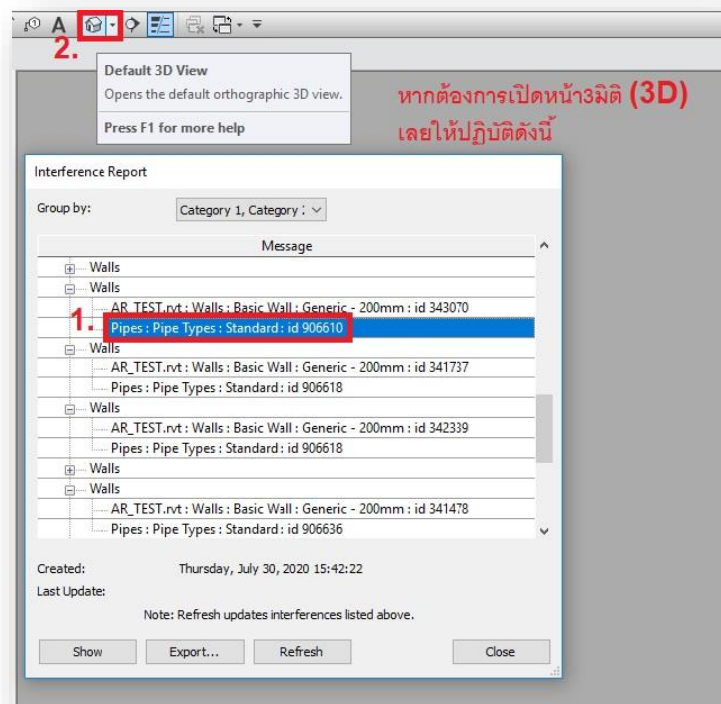 A
2.
Default 3D View
Opens the default orthographic 3D view.
Press F1 for more help
หากต้องการเปิดหน้า3มิติ (3D)
เลยให้ปฏิบัติดังนี้
Interference Report
Group by:
Category 1, Category :
Message
Walls
Walls
AR_TEST.rvt : Walls : Basic Wall : Generic - 200mm : id 343070
1.
Pipes : Pipe Types : Standard : id 906610
Walls
AR_TEST.rvt : Walls : Basic Wall : Generic - 200mm : id 341737
Pipes : Pipe Types : Standard : id 906618
Walls
AR_TEST.rvt : Walls : Basic Wall : Generic - 200mm : id 342339
Pipes : Pipe Types : Standard : id 906618
Walls
Walls
AR_TEST.rvt : Walls : Basic Wall : Generic - 200mm : id 341478
Pipes : Pipe Types : Standard : id 906636
Created: Thursday, July 30, 2020 15:42:22
Last Update:
Note: Refresh updates interferences listed above.
Show Export... Refresh Close